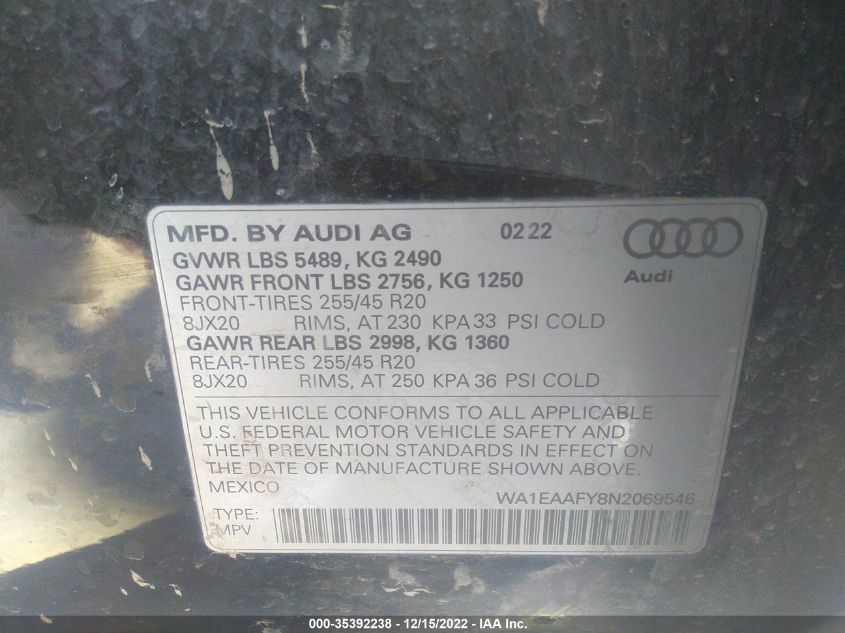 MFD. BY AUDI AG 02 22
GVWR LBS 5489, KG 2490
GAWR FRONT LBS 2756, KG 1250
FRONT-TIRES 255/45 R20
8JX20 RIMS, AT 230 KPA 33 PSI COLD
GAWR REAR LBS 2998, KG 1360
REAR-TIRES 255/45 R20
8JX20 RIMS, AT 250 KPA 36 PSI COLD
Audi
THIS VEHICLE CONFORMS TO ALL APPLICABLE
U.S. FEDERAL MOTOR VEHICLE SAFETY AND
THEFT PREVENTION STANDARDS IN EFFECT ON
THE DATE OF MANUFACTURE SHOWN ABOVE.
MEXICO WA1EAAFY8N2069546
TYPE:
MPV
000-35392238 - 12/15/2022 - IAA Inc.